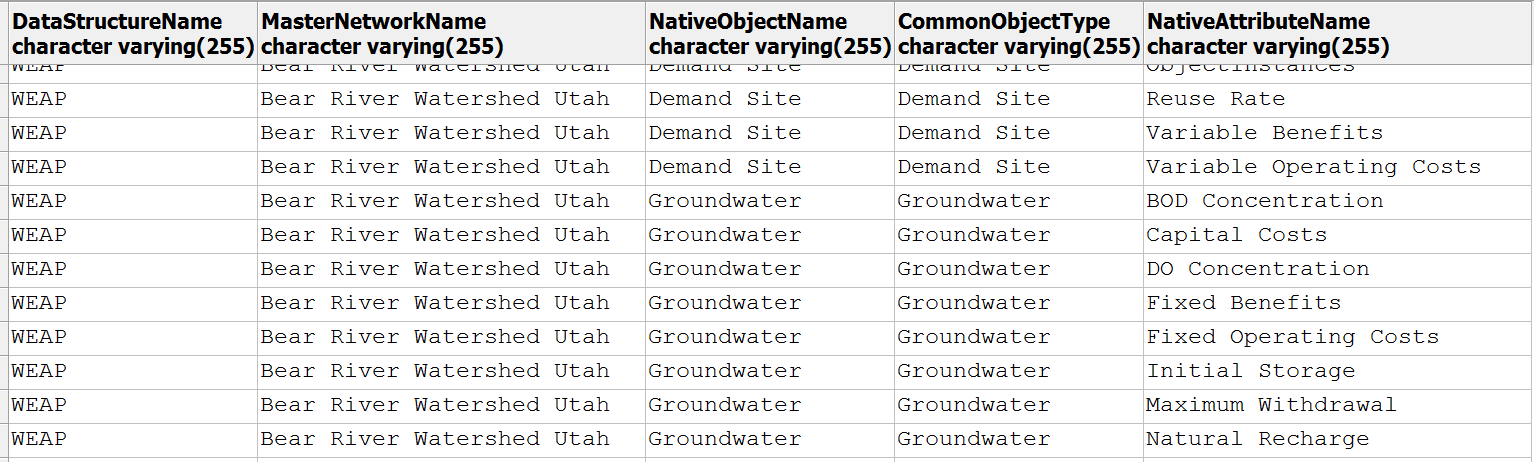 DataStructureName MasterNetworkName NativeObjectName CommonObjectType NativeAttributeName
character varying(255) character varying(255) character varying(255) character varying(255) character varying(255)
WEAP Bear River Watershed Utah Demand Site Demand Site ObjectInstances
WEAP Bear River Watershed Utah Demand Site Demand Site Reuse Rate
WEAP Bear River Watershed Utah Demand Site Demand Site Variable Benefits
WEAP Bear River Watershed Utah Demand Site Demand Site Variable Operating Costs
WEAP Bear River Watershed Utah Groundwater Groundwater BOD Concentration
WEAP Bear River Watershed Utah Groundwater Groundwater Capital Costs
WEAP Bear River Watershed Utah Groundwater Groundwater DO Concentration
WEAP Bear River Watershed Utah Groundwater Groundwater Fixed Benefits
WEAP Bear River Watershed Utah Groundwater Groundwater Fixed Operating Costs
WEAP Bear River Watershed Utah Groundwater Groundwater Initial Storage
WEAP Bear River Watershed Utah Groundwater Groundwater Maximum Withdrawal
WEAP Bear River Watershed Utah Groundwater Groundwater Natural Recharge